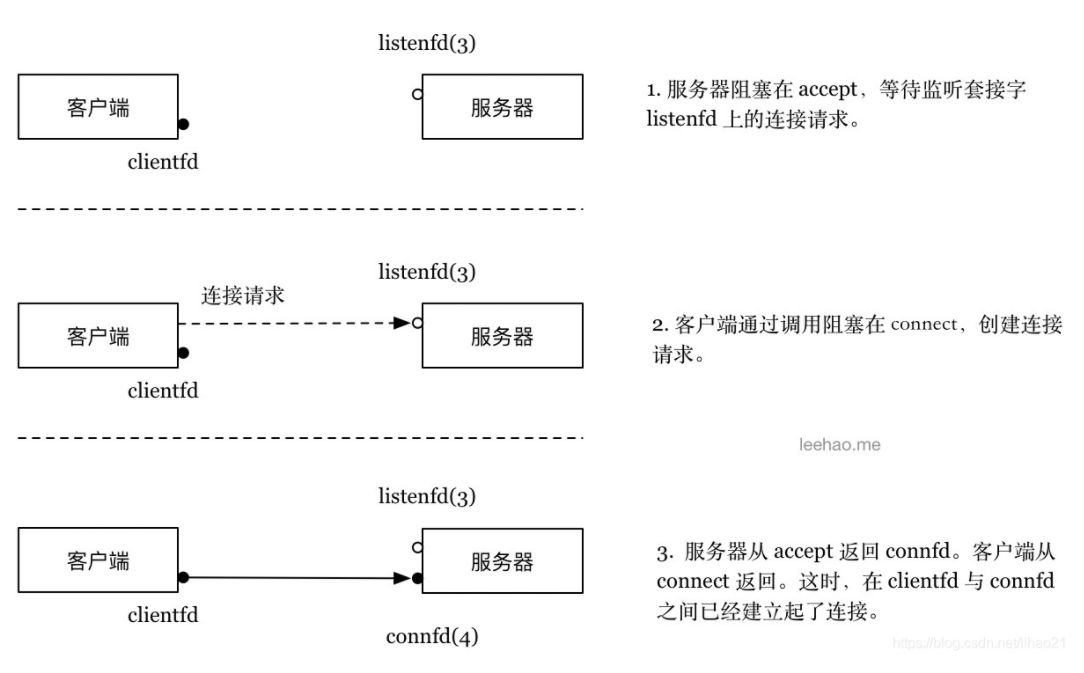 listenfd(3)
客户端
服务器
clientfd
1. 服务器阻塞在 accept，等待监听套接字
listenfd 上的连接请求。
listenfd(3)
连接请求
客户端
服务器
clientfd
2. 客户端通过调用阻塞在 connect，创建连接
请求。
leehao.me
listenfd(3)
客户端
服务器
clientfd
connfd(4)
3. 服务器从 accept 返回 connfd。客户端从
connect 返回。这时，在 clientfd 与 connfd
之间已经建立起了连接。
https://blog.csdn.net/lihao21